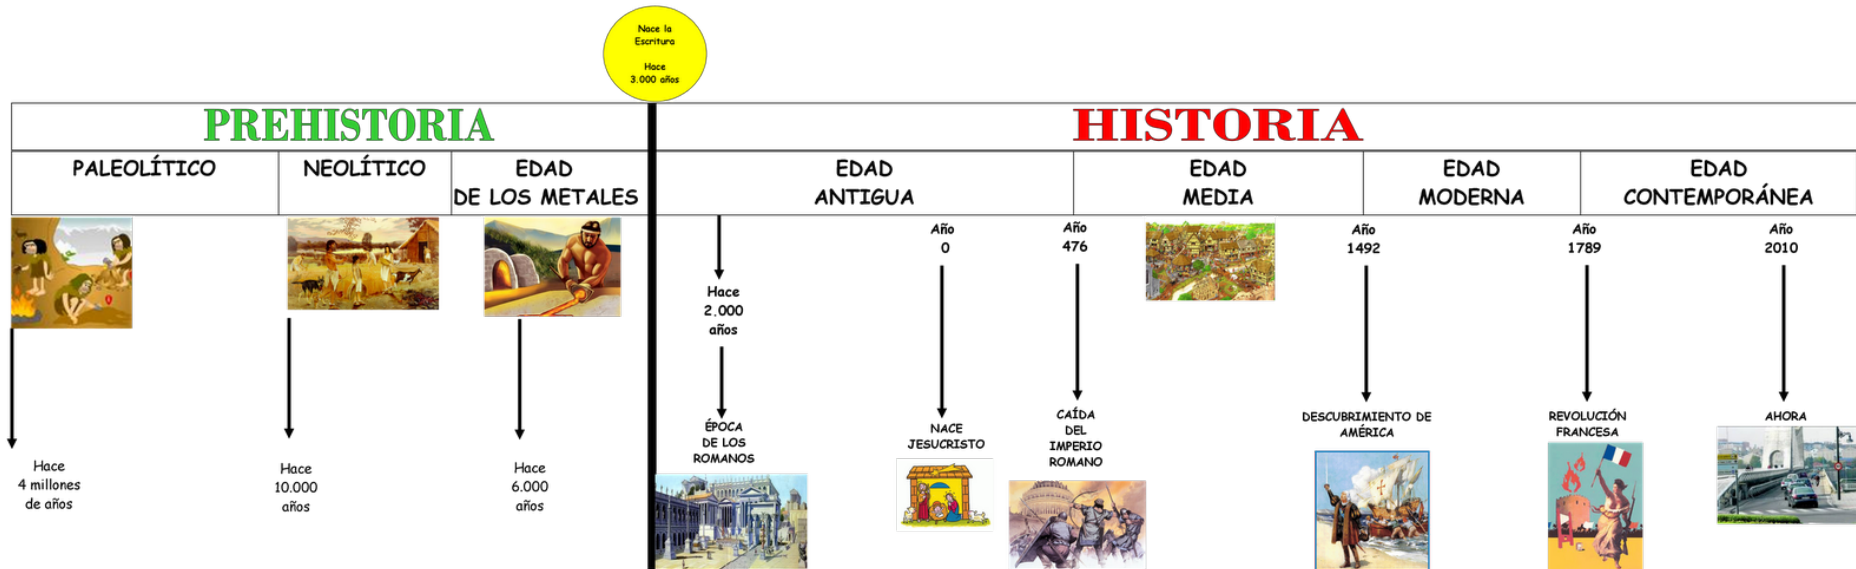 Nace la
Escritura
Hace
3.000 años
PREHISTORIA
HISTORIA
PALEOLÍTICO
NEOLÍTICO
EDAD
DE LOS METALES
EDAD
ANTIGUA
EDAD
MEDIA
EDAD
MODERNA
EDAD
CONTEMPORÁNEA
Año
0
Año
476
Año
1492
Año
1789
Año
2010
Hace
2.000
años
ÉPOCA
DE LOS
ROMANOS
NACE
JESUCRISTO
CAÍDA
DEL
IMPERIO
ROMANO
DESCUBRIMIENTO DE
AMÉRICA
REVOLUCIÓN
FRANCESA
AHORA
Hace
4 millones
de años
Hace
10.000
años
Hace
6.000
años